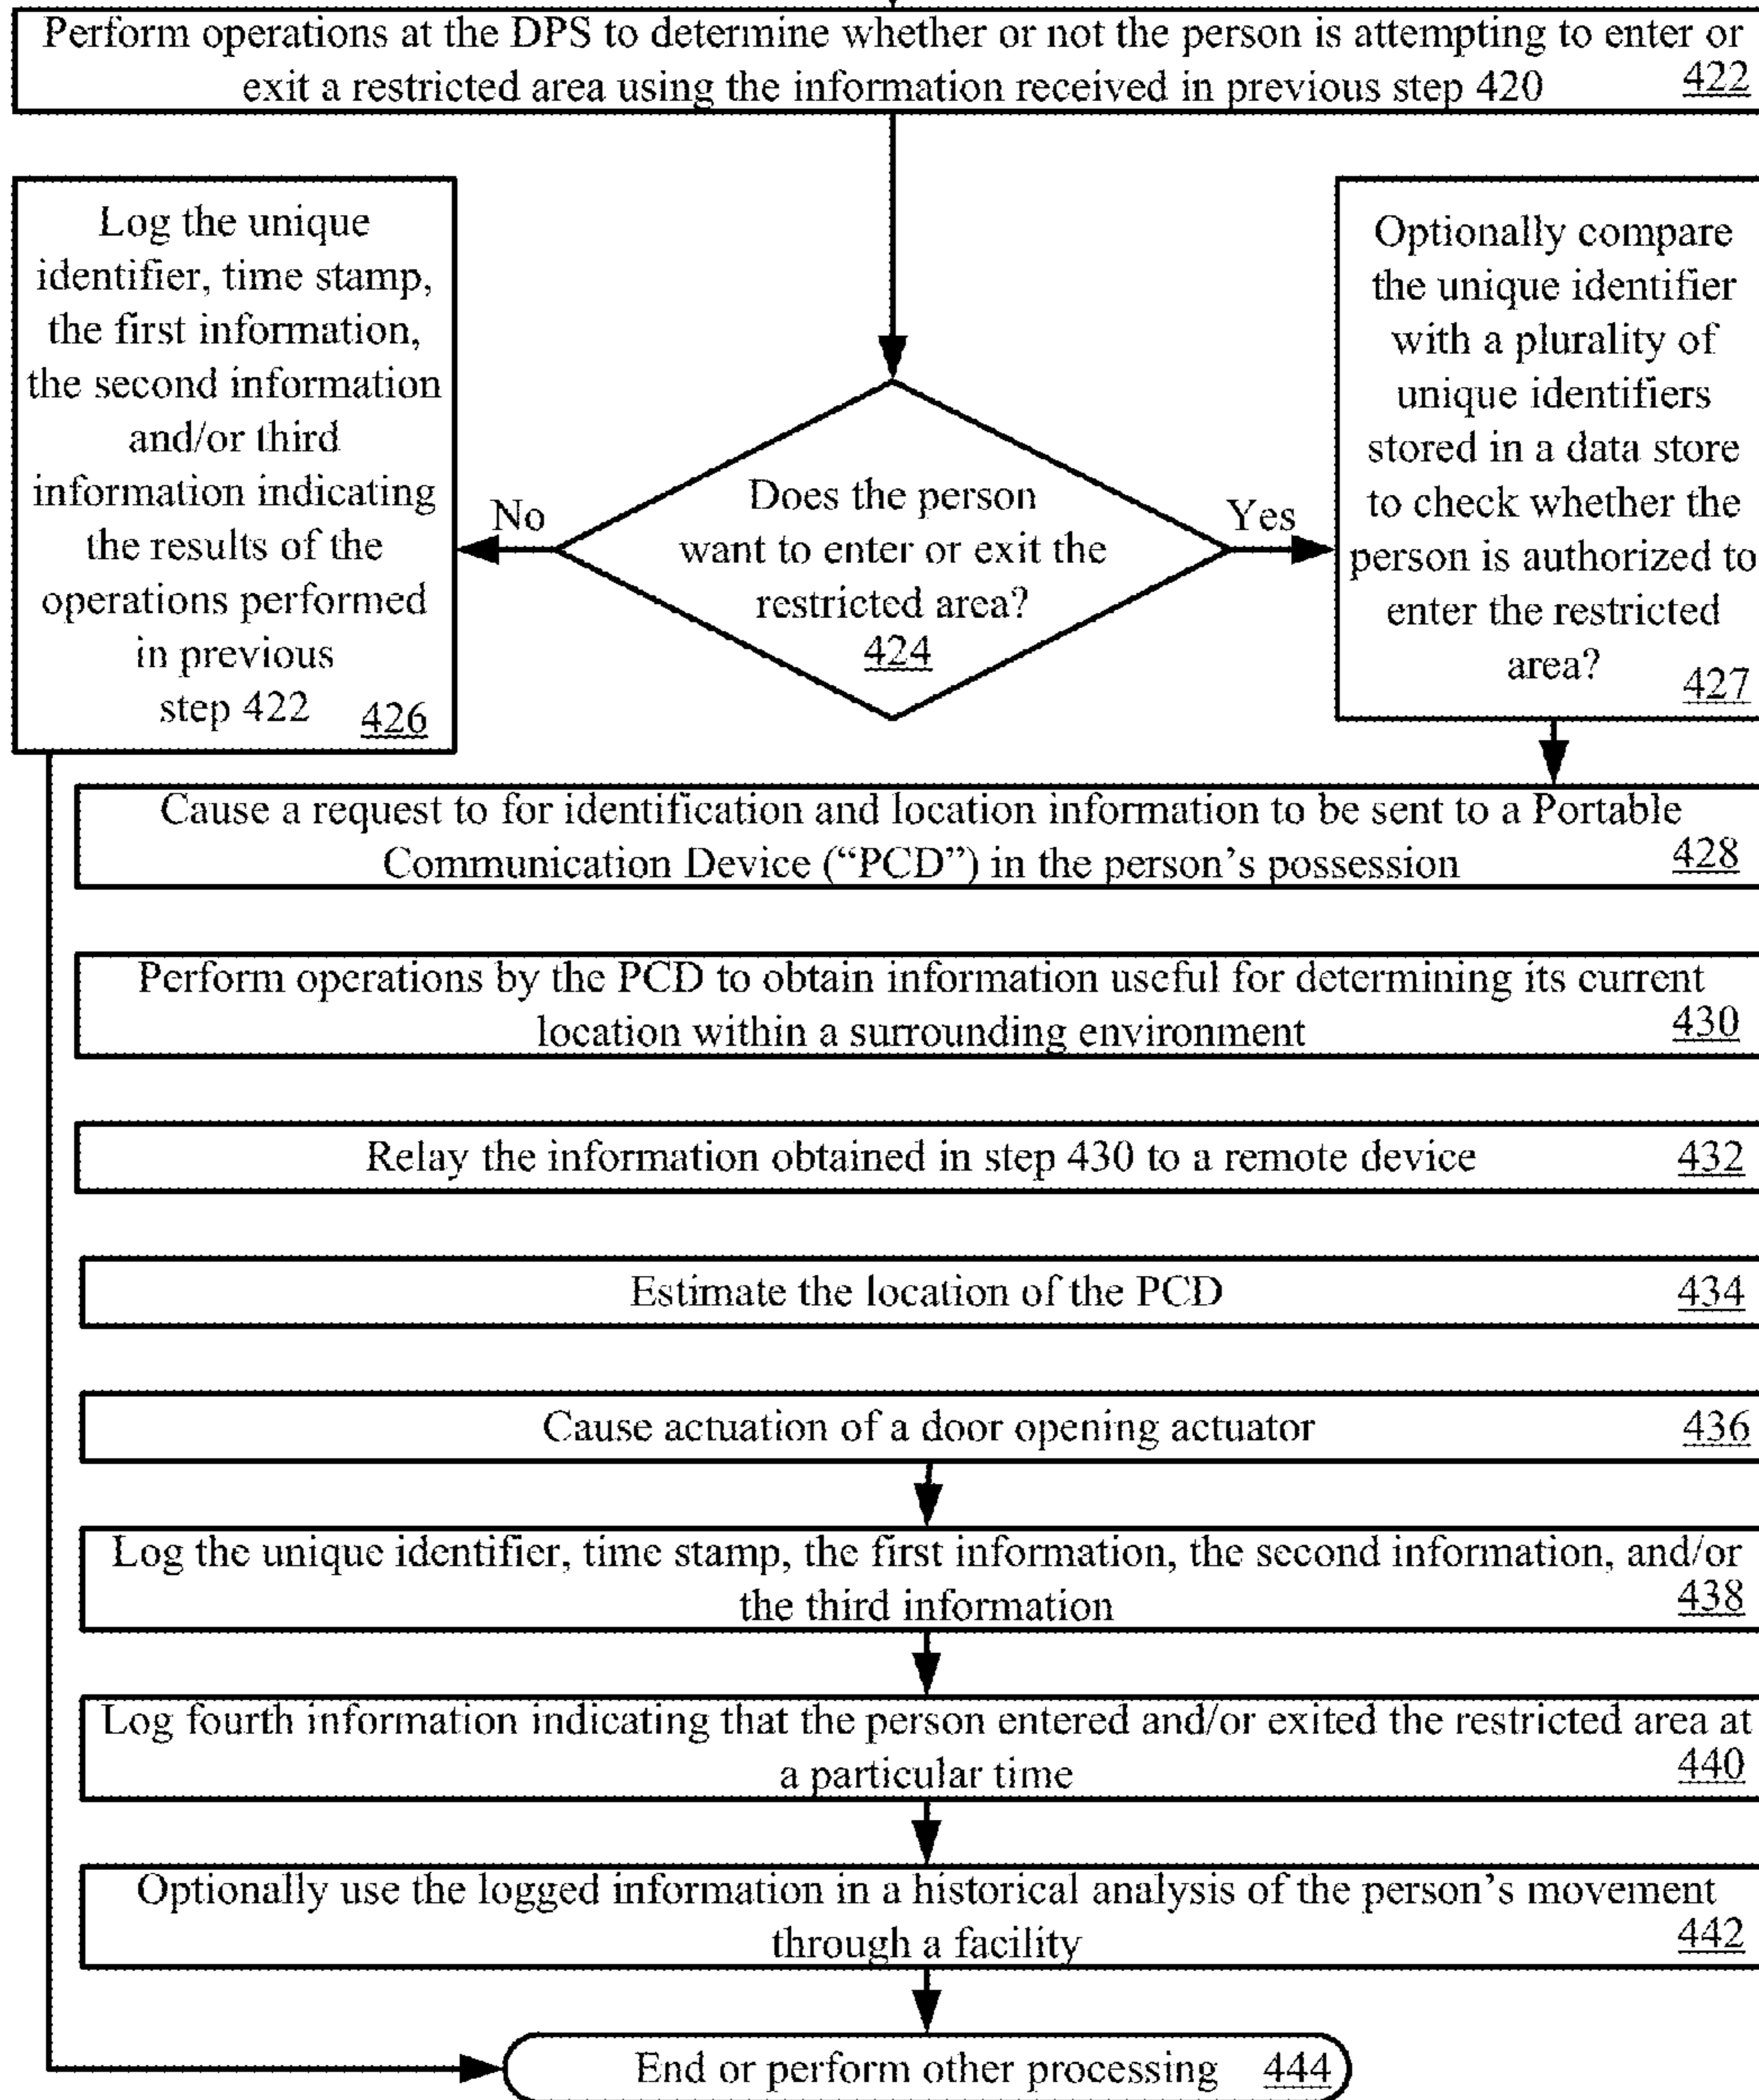 Perform operations at the DPS to determine whether or not the person is attempting to enter or
exit a restricted area using the information received in previous step 420
422
Log the unique
identifier, time stamp,
the first information,
the second information
and/or third
information indicating
the results of the
operations performed
in previous
step 422
426
No
Does the person
want to enter or exit the
restricted area?
424
Yes
Optionally compare
the unique identifier
with a plurality of
unique identifiers
stored in a data store
to check whether the
person is authorized to
enter the restricted
area?
427
Cause a request to for identification and location information to be sent to a Portable
Communication Device (“PCD”) in the person’s possession
428
Perform operations by the PCD to obtain information useful for determining its current
location within a surrounding environment
430
Relay the information obtained in step 430 to a remote device
432
Estimate the location of the PCD
434
Cause actuation of a door opening actuator
436
Log the unique identifier, time stamp, the first information, the second information, and/or
the third information
438
Log fourth information indicating that the person entered and/or exited the restricted area at
a particular time
440
Optionally use the logged information in a historical analysis of the person’s movement
through a facility
442
End or perform other processing
444